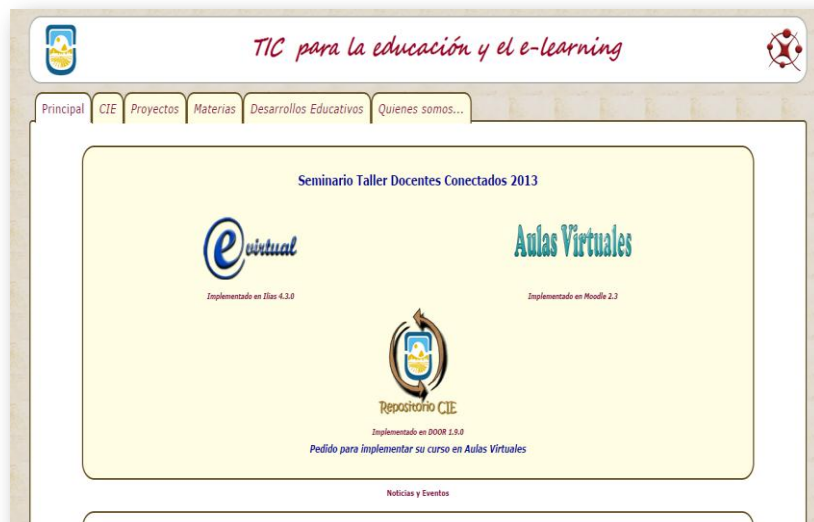 TIC para la educación y el e-learning
Principal
CIE
Proyectos
Materias
Desarrollos Educativos
Quienes somos...
Seminario Taller Docentes Conectados 2013
e virtual
Aulas Virtuales
Implementado en Ilias 4.3.0
Implementado en Moodle 2.3
Repositorio CIE
Implementado en DOOR 1.9.0
Pedido para implementar su curso en Aulas Virtuales
Noticias y Eventos